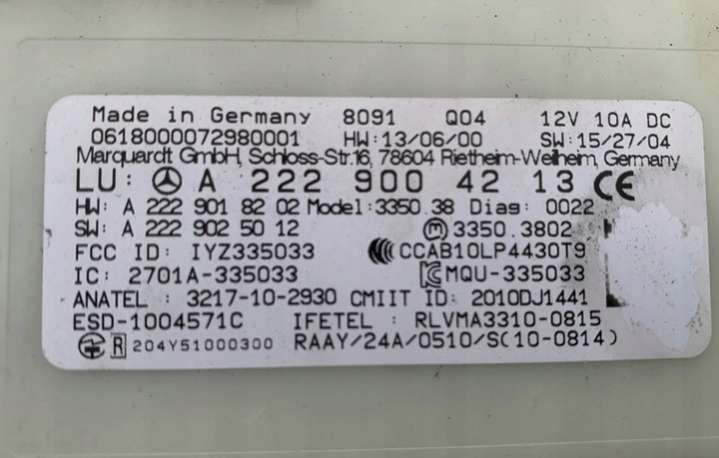 Made in Germany 8091 Q04 12V 10A DC
0618000072980001 HW:13/06/00 SW:15/27/04
Marquardt GmbH, Schloss-Str.16, 78604 Rietheim-Weilheim, Germany
LU: A 222 900 42 13 CE
HW: A 222 901 82 02 Model:3350.38 Diag: 0022
SW: A 222 902 50 12 M 3350.3802
FCC ID: IYZ335033 CCAB10LP4430T9
IC: 2701A-335033 MQU-335033
ANATEL: 3217-10-2930 CMIIT ID: 2010DJ1441
ESD-1004571C IFETEL: RLVMA3310-0815
R 204Y51000300 RAAY/24A/0510/S(10-0814)